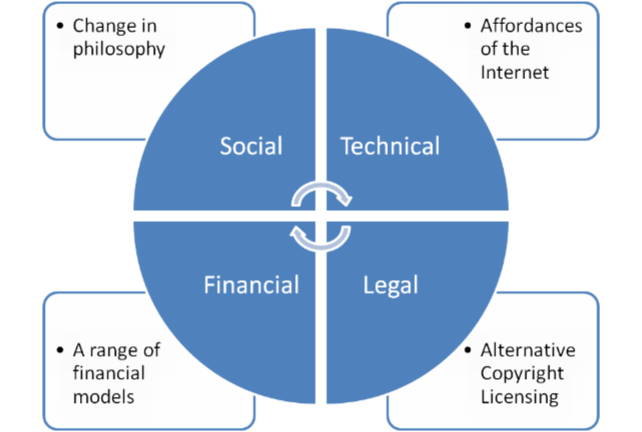 • Change in
philosophy
• Affordances
of the
Internet
Social
Technical
Financial
Legal
• A range of
financial
models
• Alternative
Copyright
Licensing